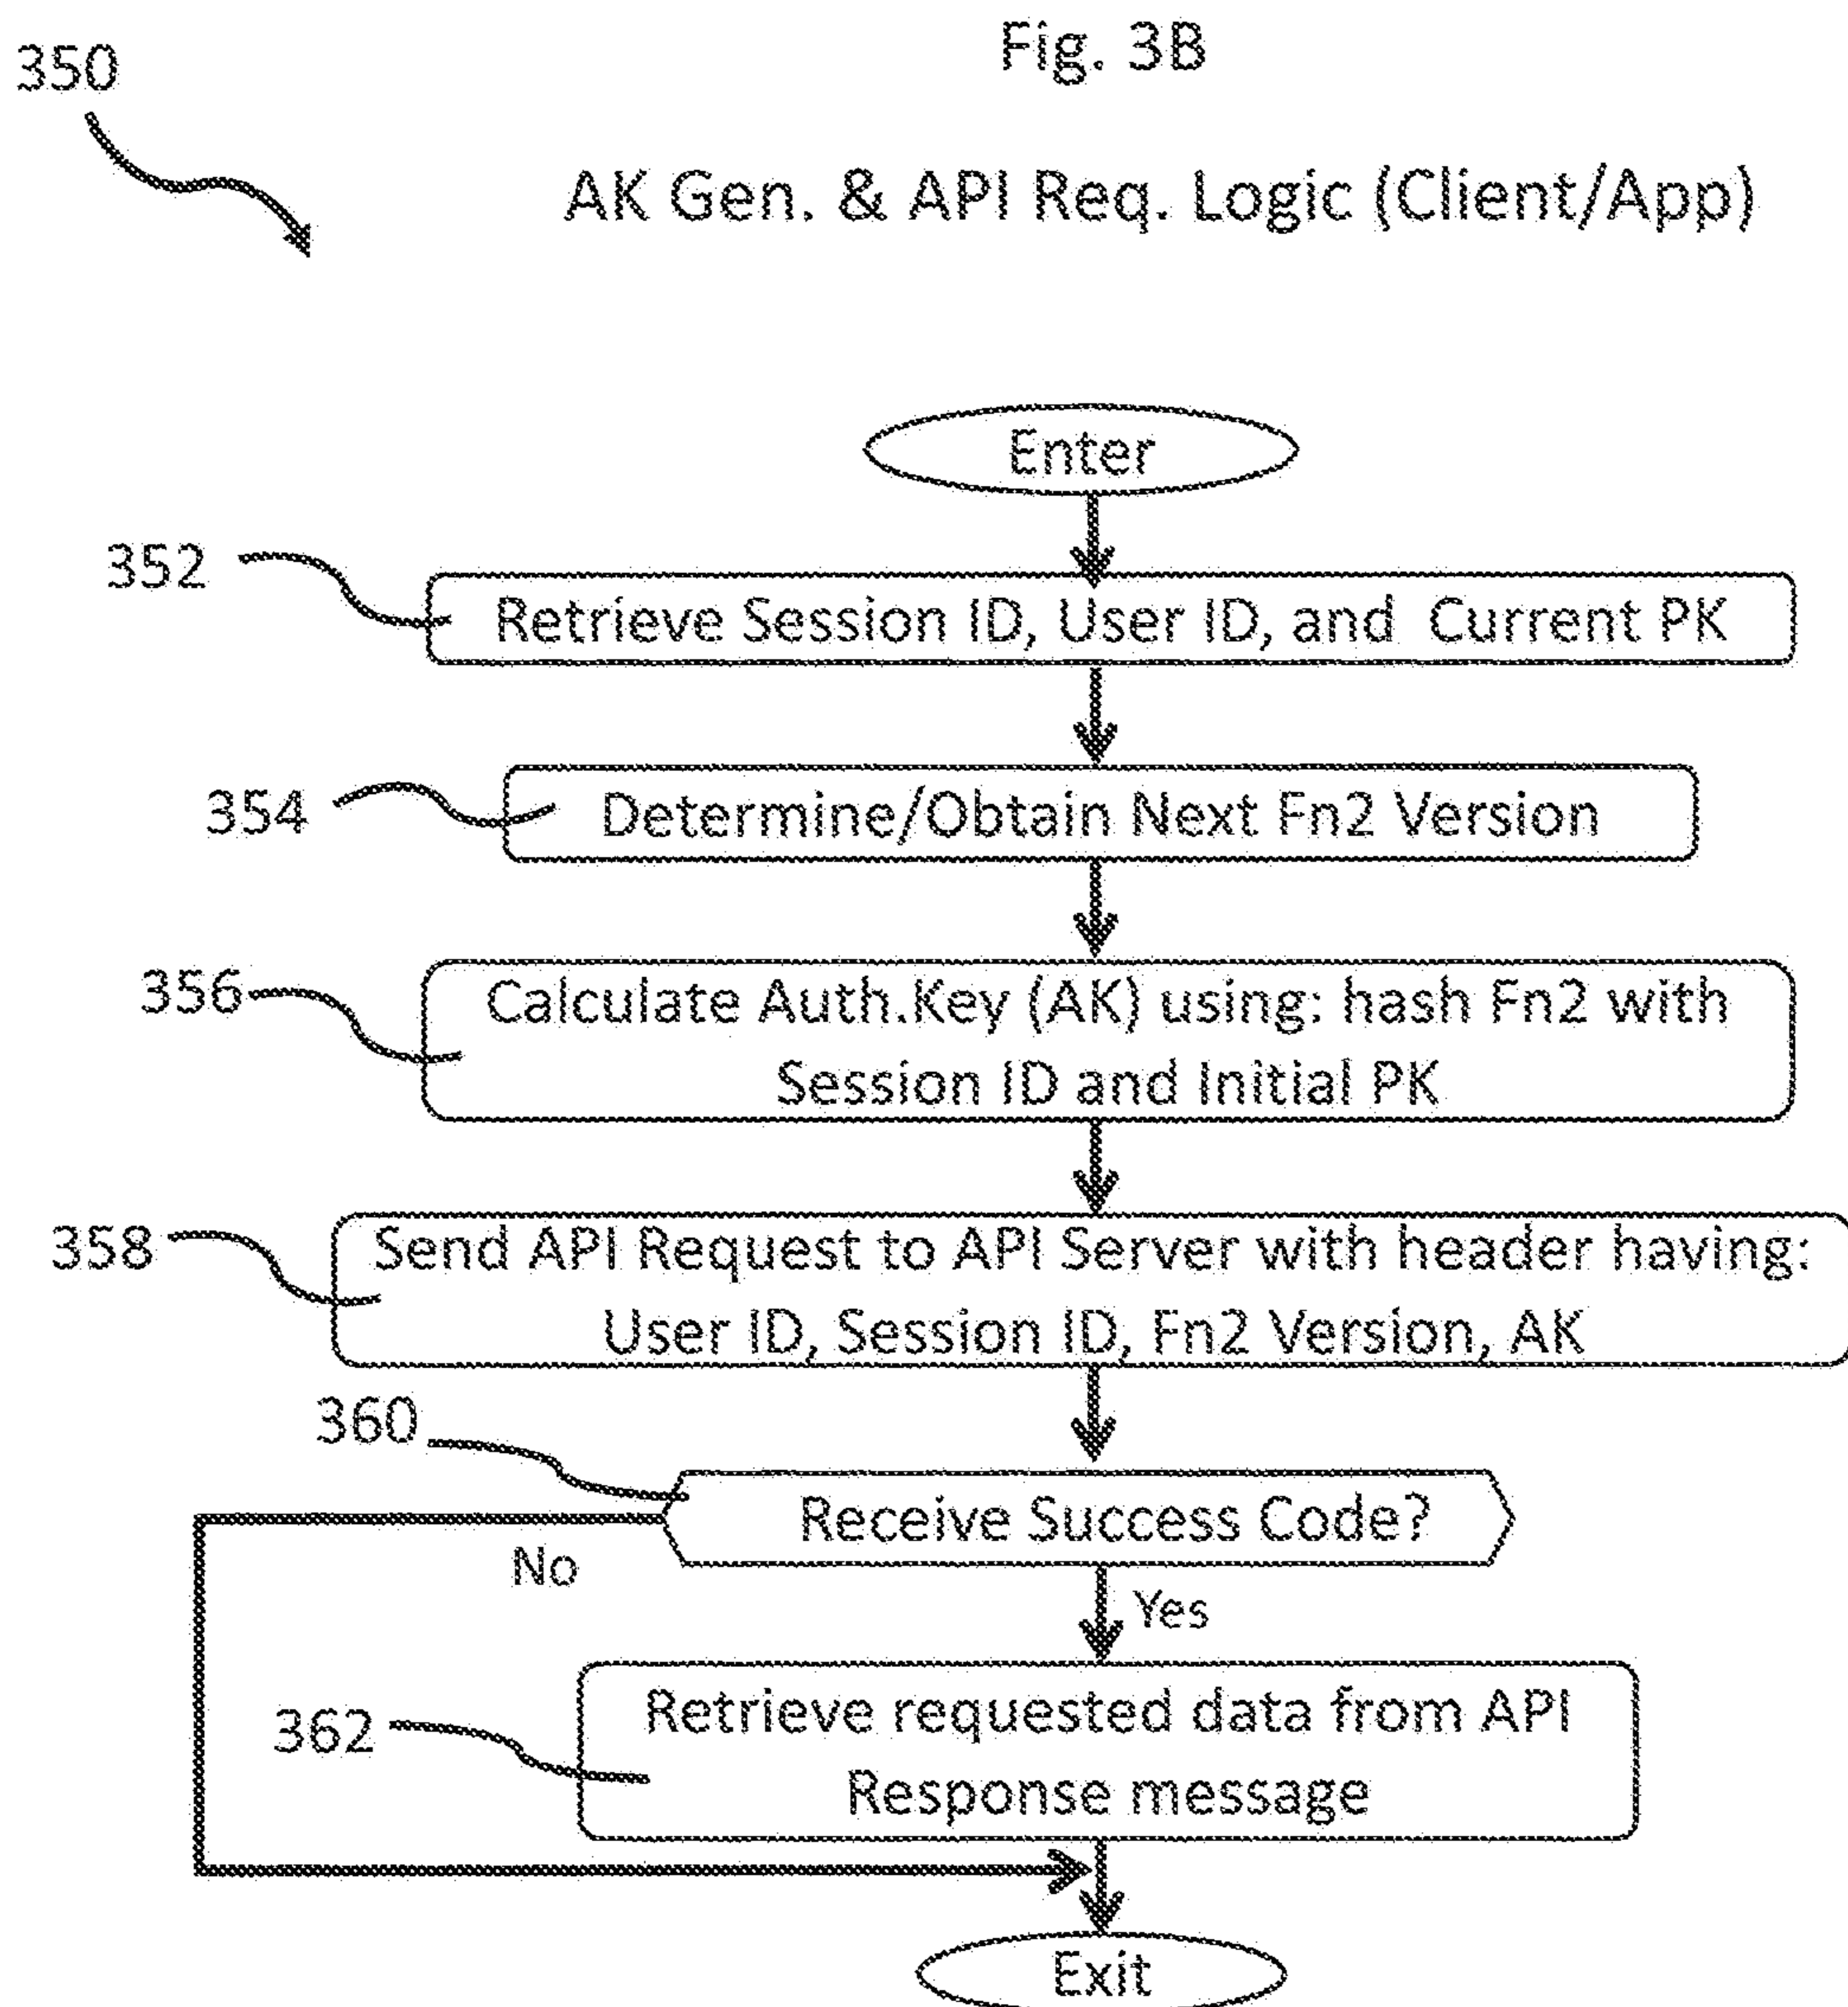 Fig. 3B
350
AK Gen. & API Req. Logic (Client/App)
Enter
352
Retrieve Session ID, User ID, and Current PK
354
Determine/Obtain Next Fn2 Version
356
Calculate Auth.Key (AK) using: hash Fn2 with
Session ID and Initial PK
358
Send API Request to API Server with header having:
User ID, Session ID, Fn2 Version, AK
360
Receive Success Code?
No
Yes
362
Retrieve requested data from API
Response message
Exit